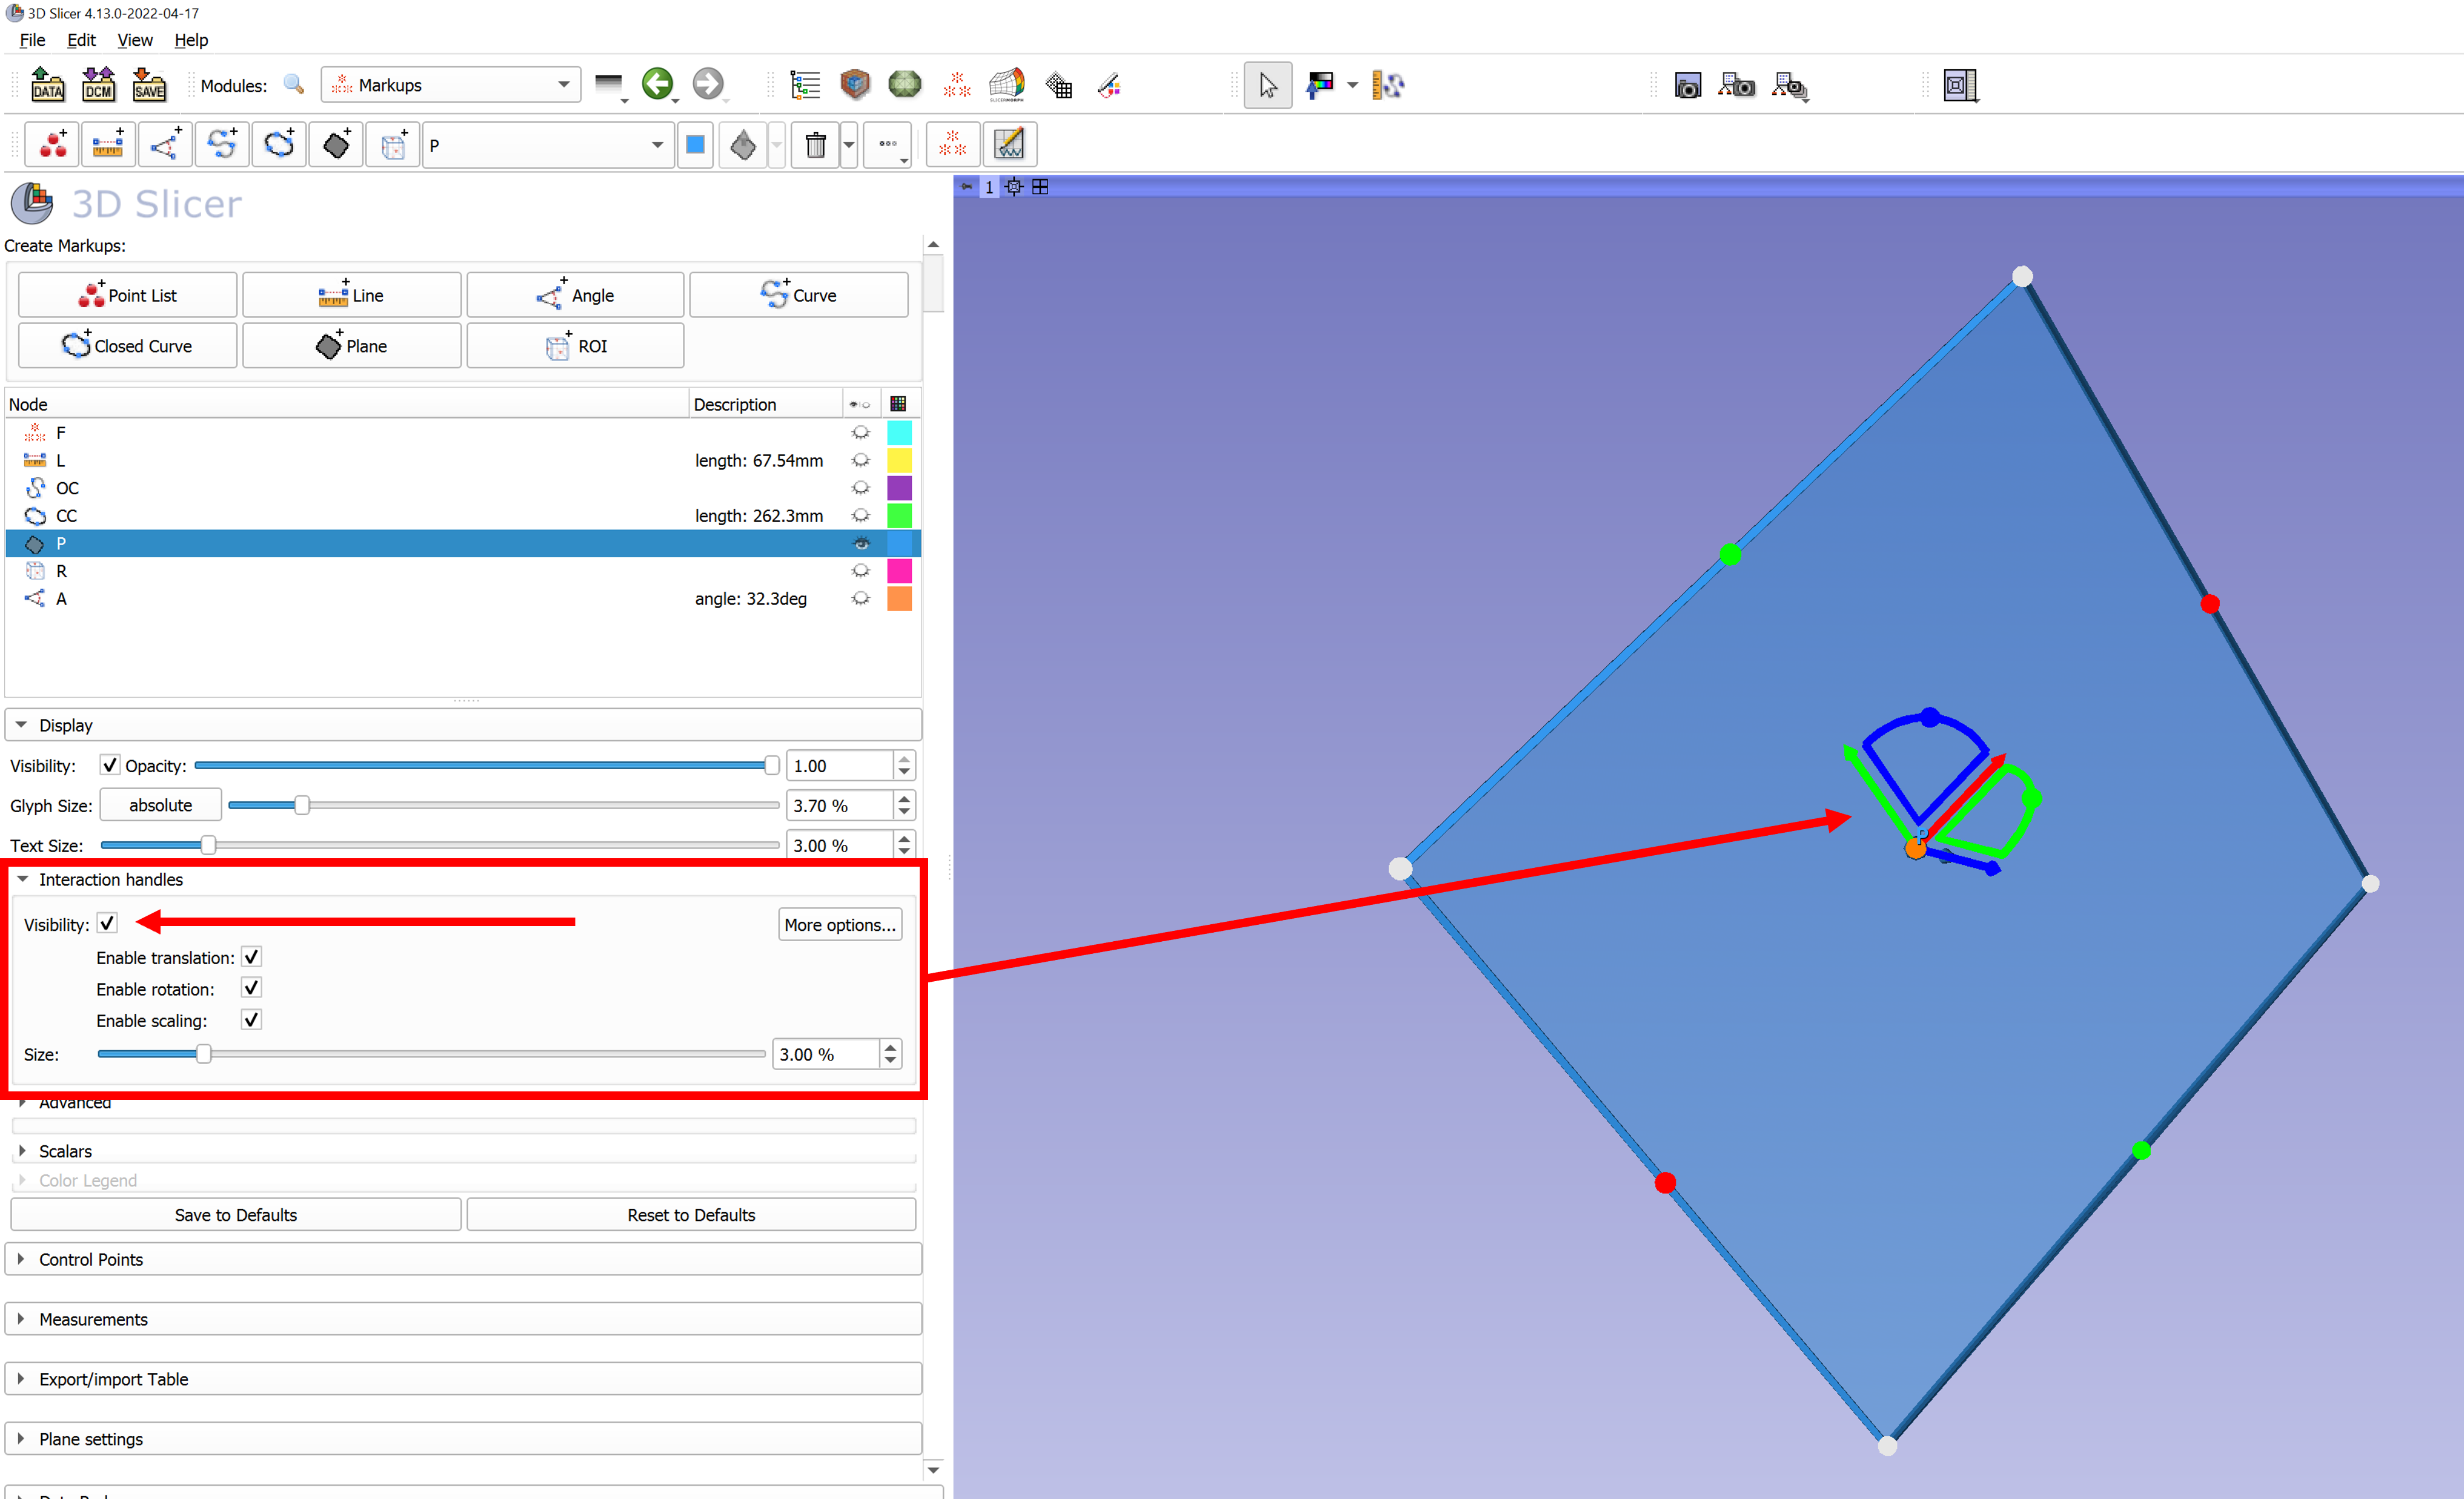 3D Slicer 4.13.0-2022-04-17
File Edit View Help
DATA DCM SAVE Modules: Markups SLICERMORPH
P
3D Slicer
1
Create Markups:
Point List Line Angle Curve
Closed Curve Plane ROI
Node Description
F
L length: 67.54mm
OC
CC length: 262.3mm
P
R
A angle: 32.3deg
Display
Visibility: Opacity: 1.00
Glyph Size: absolute 3.70 %
Text Size: 3.00 %
Interaction handles
Visibility: More options...
Enable translation:
Enable rotation:
Enable scaling:
Size: 3.00 %
Advanced
Scalars
Color Legend
Save to Defaults Reset to Defaults
Control Points
Measurements
Export/import Table
Plane settings
P